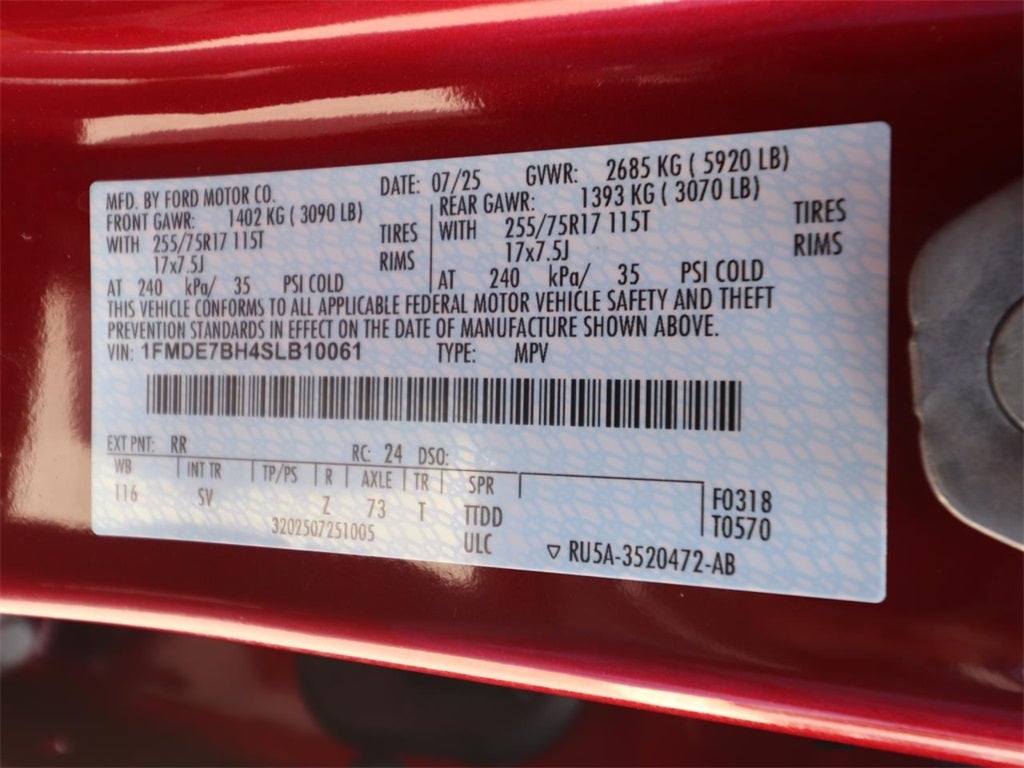 MFD. BY FORD MOTOR CO. DATE: 07/25 GVWR: 2685 KG ( 5920 LB)
FRONT GAWR: 1402 KG ( 3090 LB) REAR GAWR: 1393 KG ( 3070 LB)
WITH 255/75R17 115T TIRES WITH 255/75R17 115T TIRES
17x7.5J RIMS 17x7.5J RIMS
AT 240 kPa/ 35 PSI COLD AT 240 kPa/ 35 PSI COLD
THIS VEHICLE CONFORMS TO ALL APPLICABLE FEDERAL MOTOR VEHICLE SAFETY AND THEFT
PREVENTION STANDARDS IN EFFECT ON THE DATE OF MANUFACTURE SHOWN ABOVE.
VIN: 1FMDE7BH4SLB10061 TYPE: MPV
EXT PNT: RR RC: 24 DSO:
WB INT TR TP/PS R AXLE TR SPR F0318
116 SV Z 73 T TTDD T0570
3202507251005 ULC ▽ RU5A-3520472-AB